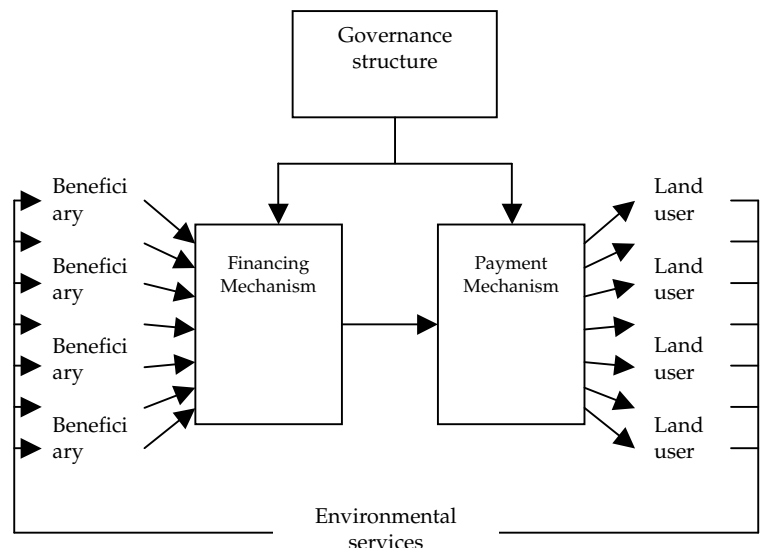 Governance
structure
Benefici
ary
Benefici
ary
Benefici
ary
Benefici
ary
Financing
Mechanism
Payment
Mechanism
Land
user
Land
user
Land
user
Land
user
Environmental
services